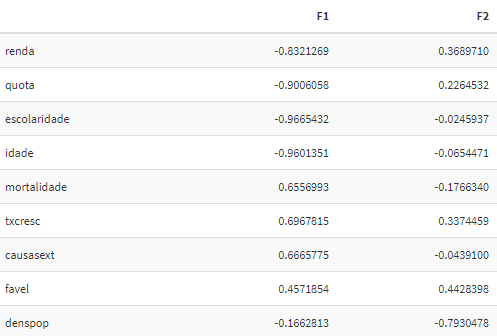 F1 F2
renda -0.8321269 0.3689710
quota -0.9006058 0.2264532
escolaridade -0.9665432 -0.0245937
idade -0.9601351 -0.0654471
mortalidade 0.6556993 -0.1766340
txcresc 0.6967815 0.3374459
causasext 0.6665775 -0.0439100
favel 0.4571854 0.4428398
denspop -0.1662813 -0.7930478